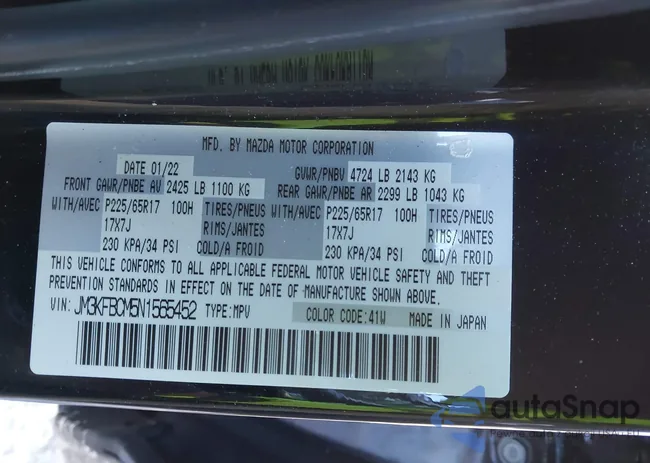 MFD. BY MAZDA MOTOR CORPORATION
DATE 01/22 GVWR/PNBV 4724 LB 2143 KG
FRONT GAWR/PNBE AV 2425 LB 1100 KG REAR GAWR/PNBE AR 2299 LB 1043 KG
WITH/AVEC P225/65R17 100H TIRES/PNEUS P225/65R17 100H TIRES/PNEUS
17X7J RIMS/JANTES 17X7J RIMS/JANTES
230 KPA/34 PSI COLD/A FROID 230 KPA/34 PSI COLD/A FROID
THIS VEHICLE CONFORMS TO ALL APPLICABLE FEDERAL MOTOR VEHICLE SAFETY AND THEFT
PREVENTION STANDARDS IN EFFECT ON THE DATE OF MANUFACTURE SHOWN ABOVE.
VIN: JM3KFBCM5N1565452 TYPE:MPV COLOR CODE:41W MADE IN JAPAN
autoSnap